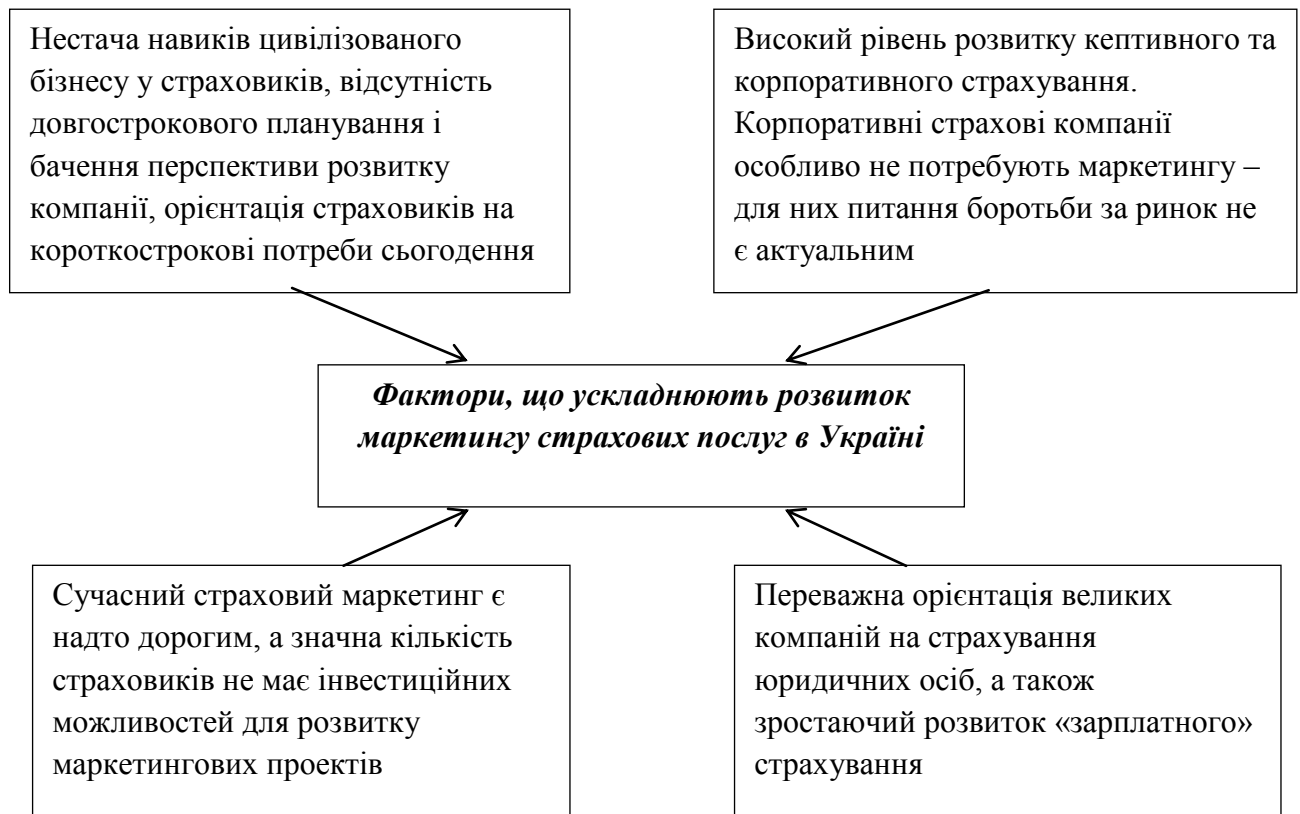 Нестача навиків цивілізованого
бізнесу у страховиків, відсутність
довгострокового планування і
бачення перспективи розвитку
компанії, орієнтація страховиків на
короткострокові потреби сьогодення
Високий рівень розвитку кептивного та
корпоративного страхування.
Корпоративні страхові компанії
особливо не потребують маркетингу –
для них питання боротьби за ринок не
є актуальним
Фактори, що ускладнюють розвиток
маркетингу страхових послуг в Україні
Сучасний страховий маркетинг є
надто дорогим, а значна кількість
страховиків не має інвестиційних
можливостей для розвитку
маркетингових проектів
Переважна орієнтація великих
компаній на страхування
юридичних осіб, а також
зростаючий розвиток «зарплатного»
страхування